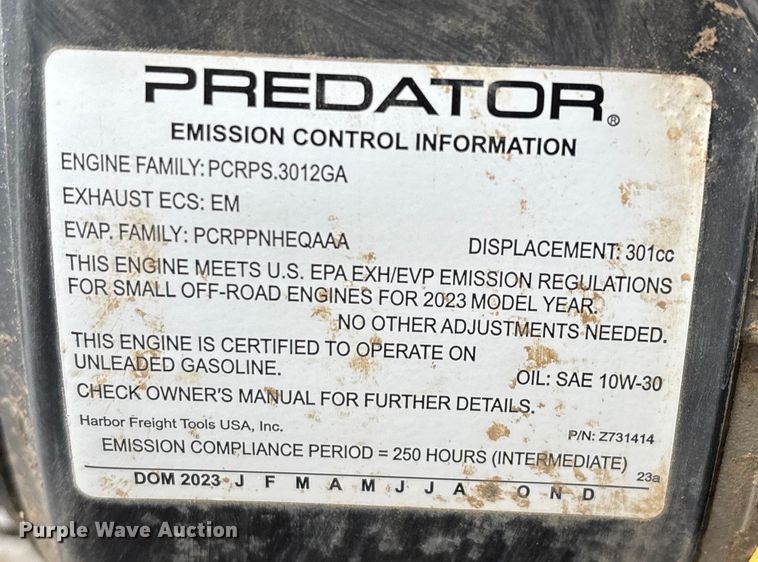 PREDATOR®
EMISSION CONTROL INFORMATION
ENGINE FAMILY: PCRPS.3012GA
EXHAUST ECS: EM
EVAP. FAMILY: PCRPPNHEQAAA DISPLACEMENT: 301cc
THIS ENGINE MEETS U.S. EPA EXH/EVP EMISSION REGULATIONS
FOR SMALL OFF-ROAD ENGINES FOR 2023 MODEL YEAR.
NO OTHER ADJUSTMENTS NEEDED.
THIS ENGINE IS CERTIFIED TO OPERATE ON
UNLEADED GASOLINE. OIL: SAE 10W-30
CHECK OWNER'S MANUAL FOR FURTHER DETAILS.
Harbor Freight Tools USA, Inc. P/N: Z731414
EMISSION COMPLIANCE PERIOD = 250 HOURS (INTERMEDIATE) 23a
DOM 2023 J F M A M J J A O N D
Purple Wave Auction